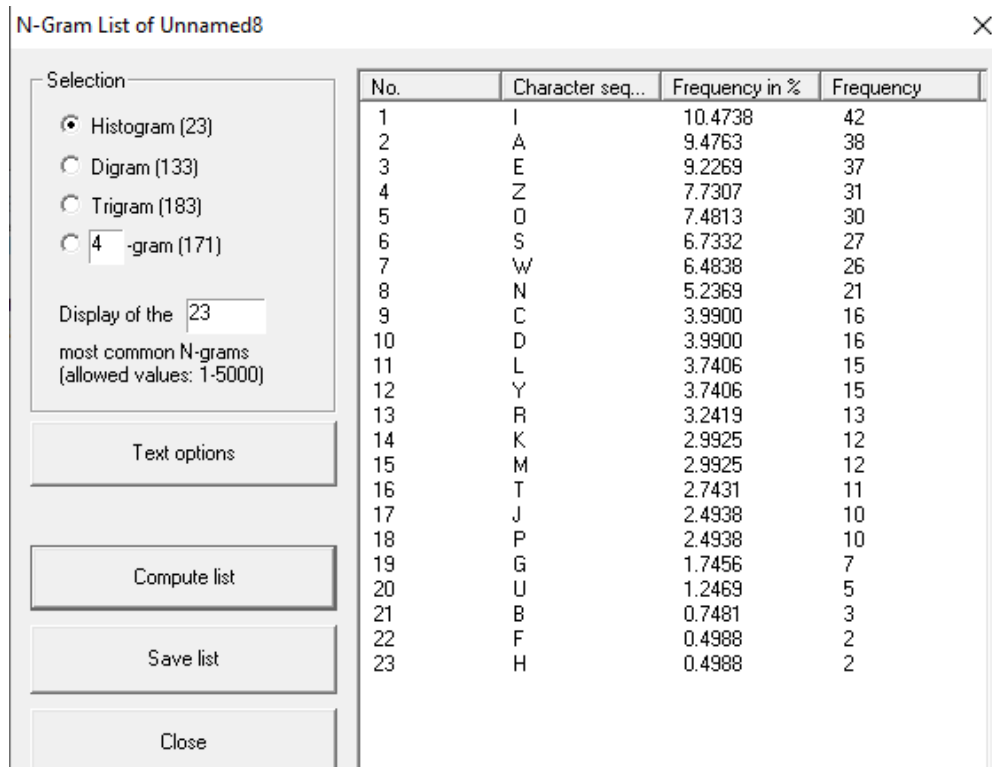 N-Gram List of Unnamed8
Selection
Histogram (23)
Digram (133)
Trigram (183)
4 -gram (171)
Display of the 23
most common N-grams
(allowed values: 1-5000)
Text options
Compute list
Save list
Close
No. Character seq... Frequency in % Frequency
1 I 10.4738 42
2 A 9.4763 38
3 E 9.2269 37
4 Z 7.7307 31
5 O 7.4813 30
6 S 6.7332 27
7 W 6.4838 26
8 N 5.2369 21
9 C 3.9900 16
10 D 3.9900 16
11 L 3.7406 15
12 Y 3.7406 15
13 R 3.2419 13
14 K 2.9925 12
15 M 2.9925 12
16 T 2.7431 11
17 J 2.4938 10
18 P 2.4938 10
19 G 1.7456 7
20 U 1.2469 5
21 B 0.7481 3
22 F 0.4988 2
23 H 0.4988 2